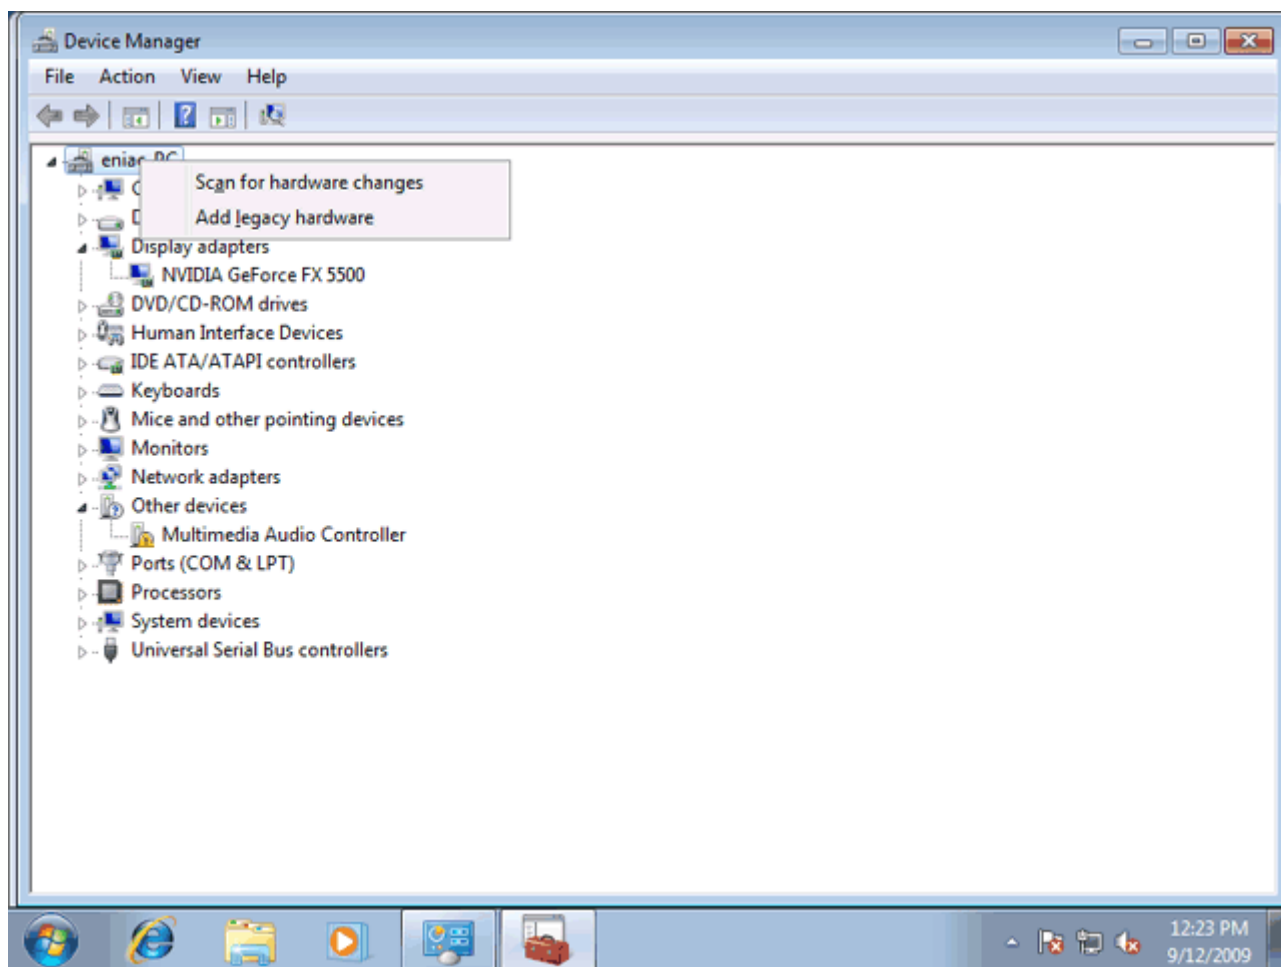 Device Manager
File Action View Help
eniac-PC
Scan for hardware changes
Add legacy hardware
Display adapters
NVIDIA GeForce FX 5500
DVD/CD-ROM drives
Human Interface Devices
IDE ATA/ATAPI controllers
Keyboards
Mice and other pointing devices
Monitors
Network adapters
Other devices
Multimedia Audio Controller
Ports (COM & LPT)
Processors
System devices
Universal Serial Bus controllers
12:23 PM
9/12/2009